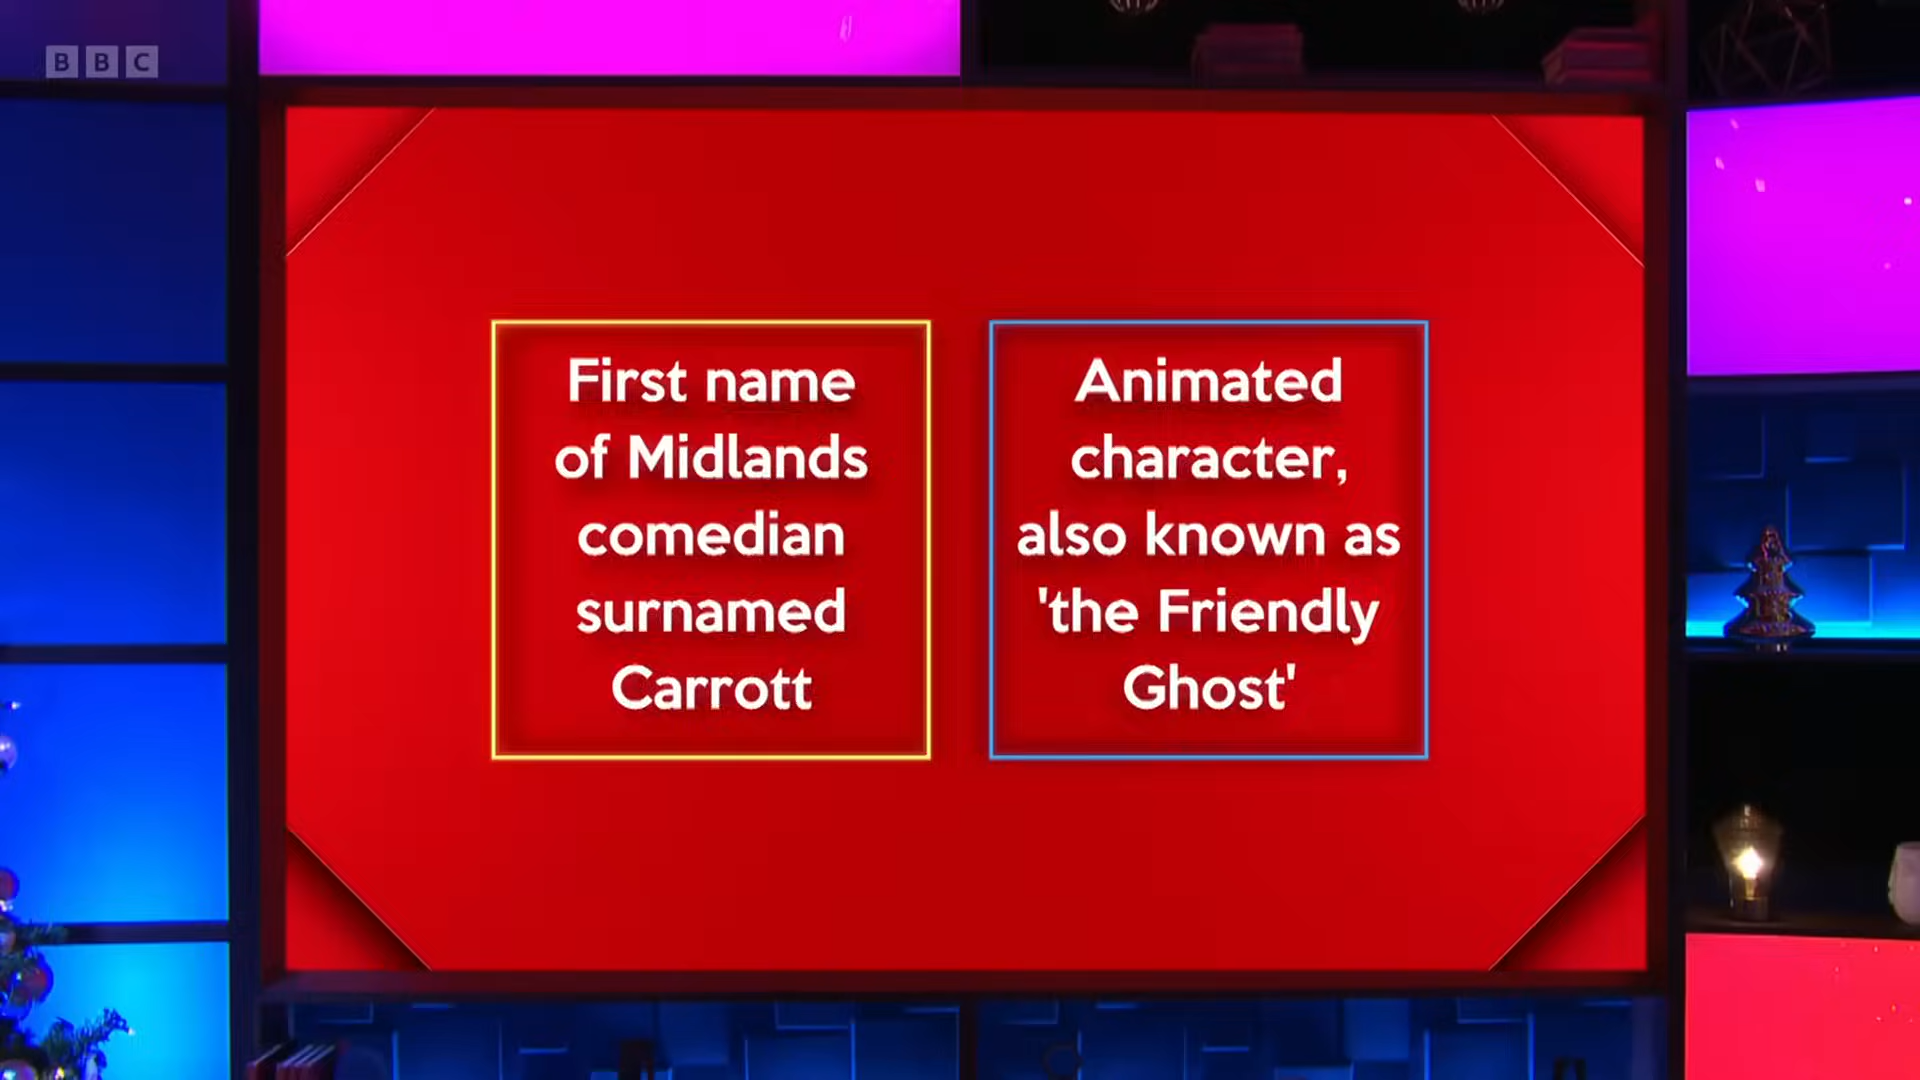 BBC
First name
of Midlands
comedian
surnamed
Carrott
Animated
character,
also known as
'the Friendly
Ghost'